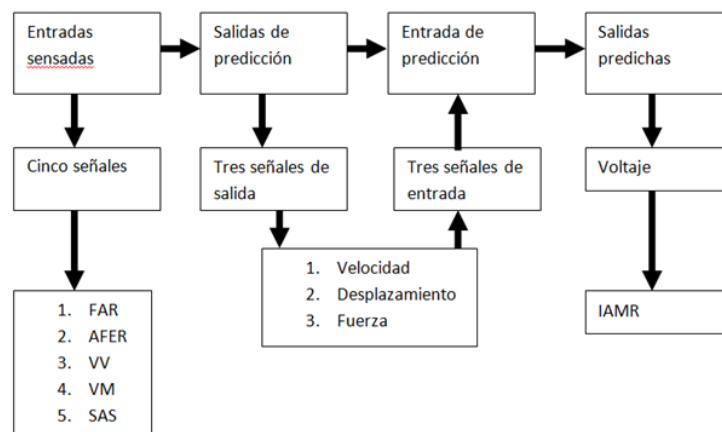 Entradas
sensadas
Salidas de
predicción
Entrada de
predicción
Salidas
predichas
Cinco señales
Tres señales de
salida
Tres señales de
entrada
Voltaje
1. Velocidad
2. Desplazamiento
3. Fuerza
1. FAR
2. AFER
3. VV
4. VM
5. SAS
IAMR